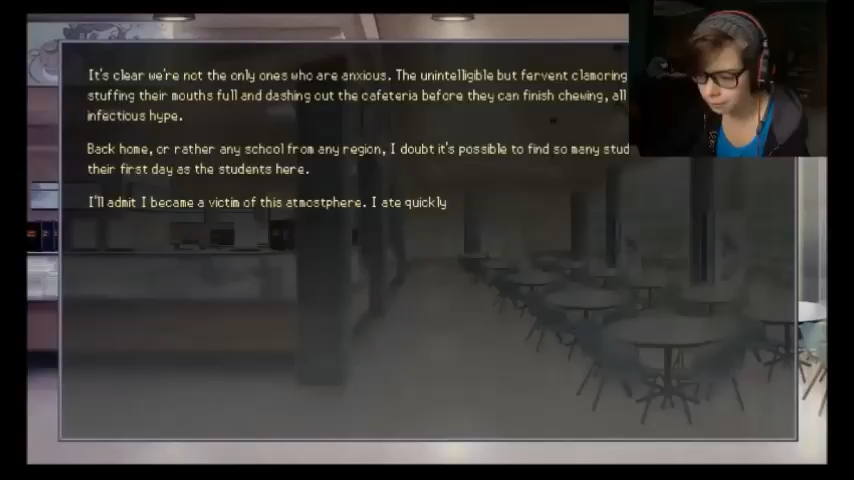 It's clear we're not the only ones who are anxious. The unintelligible but fervent clamoring
stuffing their mouths full and dashing out the cafeteria before they can finish chewing, all
infectious hype.
Back home, or rather any school from any region, I doubt it's possible to find so many stud
their first day as the students here.
I'll admit I became a victim of this atmostphere. I ate quickly